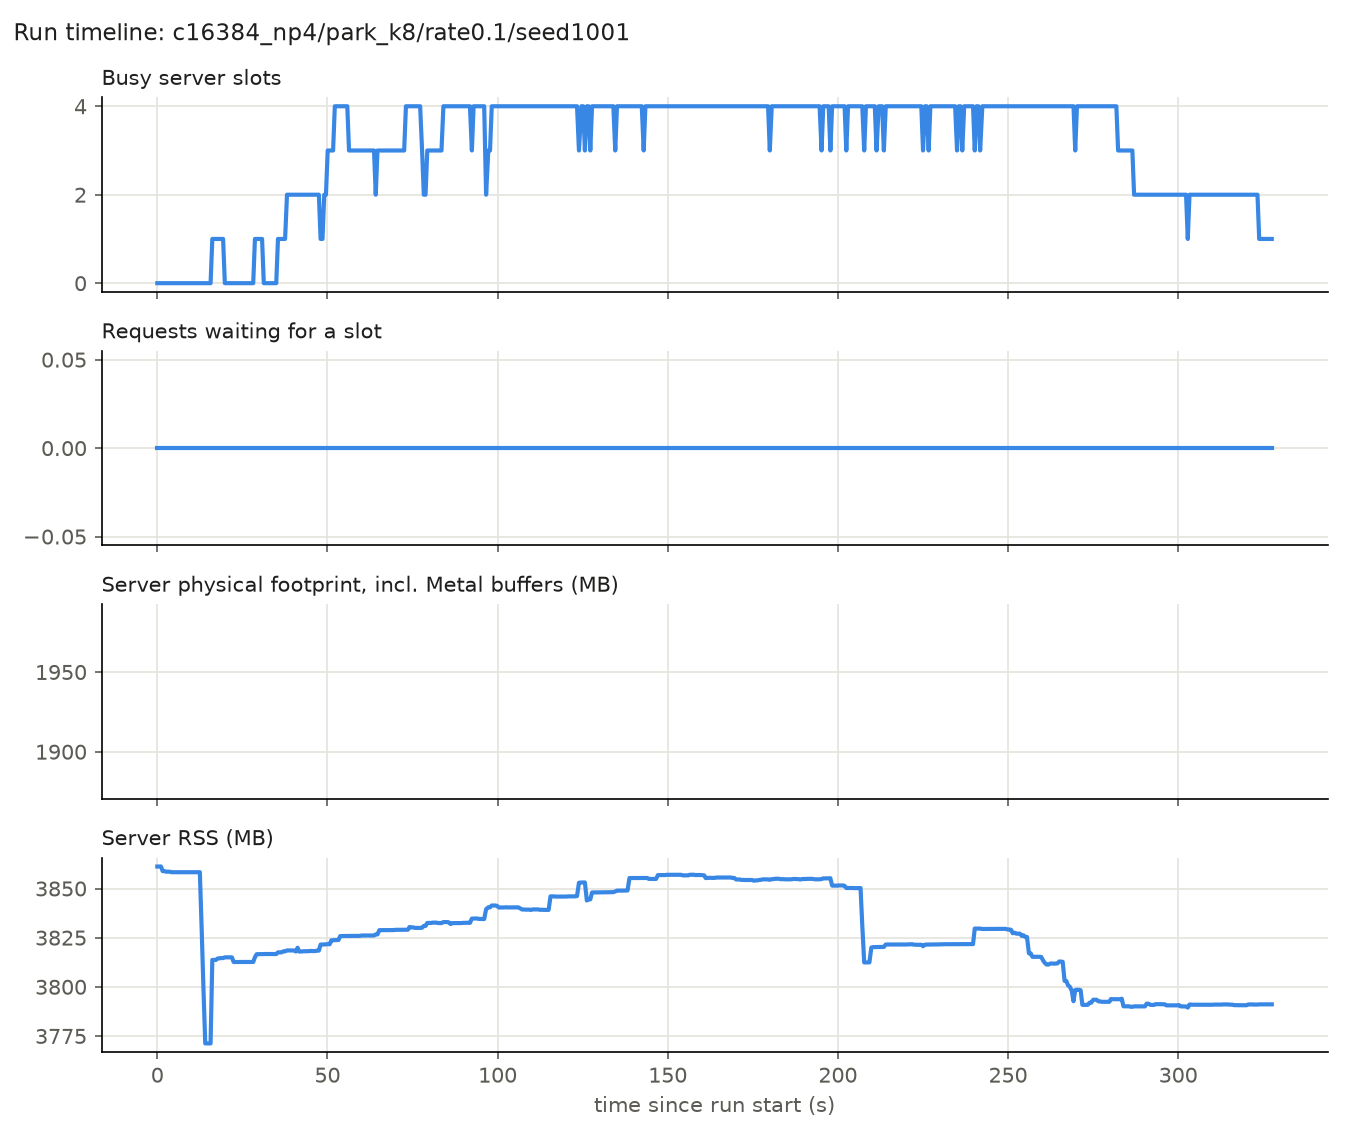 Run timeline: c16384_np4/park_k8/rate0.1/seed1001
Busy server slots
4
2
0
Requests waiting for a slot
0.05
0.00
−0.05
Server physical footprint, incl. Metal buffers (MB)
1950
1900
Server RSS (MB)
3850
3825
3800
3775
0 50 100 150 200 250 300
time since run start (s)